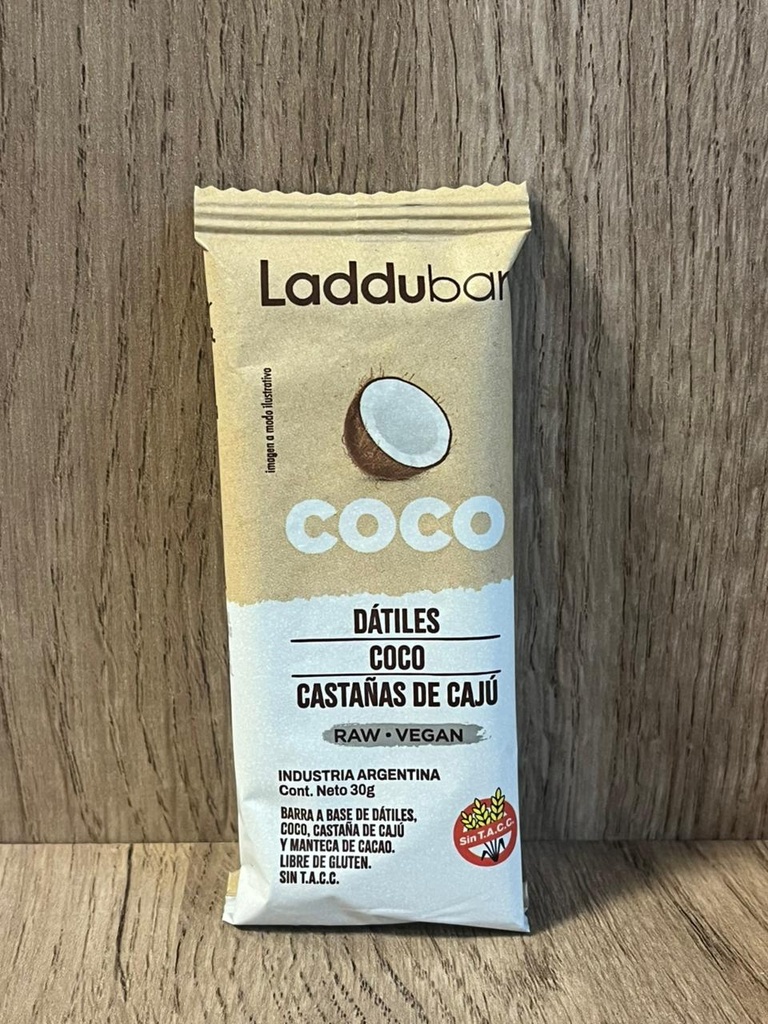 Laddubar
imagen a modo ilustrativo
COCO
DÁTILES
COCO
CASTAÑAS DE CAJÚ
RAW • VEGAN
INDUSTRIA ARGENTINA
Cont. Neto 30g
BARRA A BASE DE DÁTILES,
COCO, CASTAÑA DE CAJÚ
Y MANTECA DE CACAO.
LIBRE DE GLUTEN.
SIN T.A.C.C.
Sin T.A.C.C.